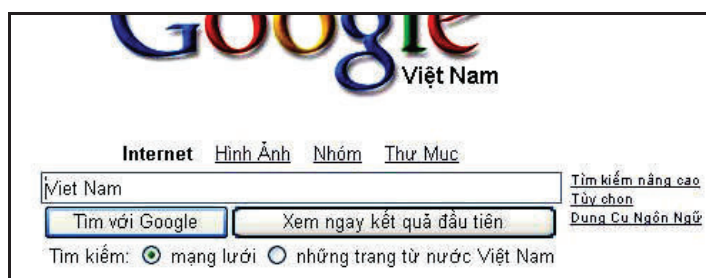 Google
Việt Nam
Internet Hình Ảnh Nhóm Thư Mục
Viet Nam
Tìm kiếm nâng cao
Tùy chọn
Dụng Cụ Ngôn Ngữ
Tìm với Google Xem ngay kết quả đầu tiên
Tìm kiếm: mạng lưới những trang từ nước Việt Nam